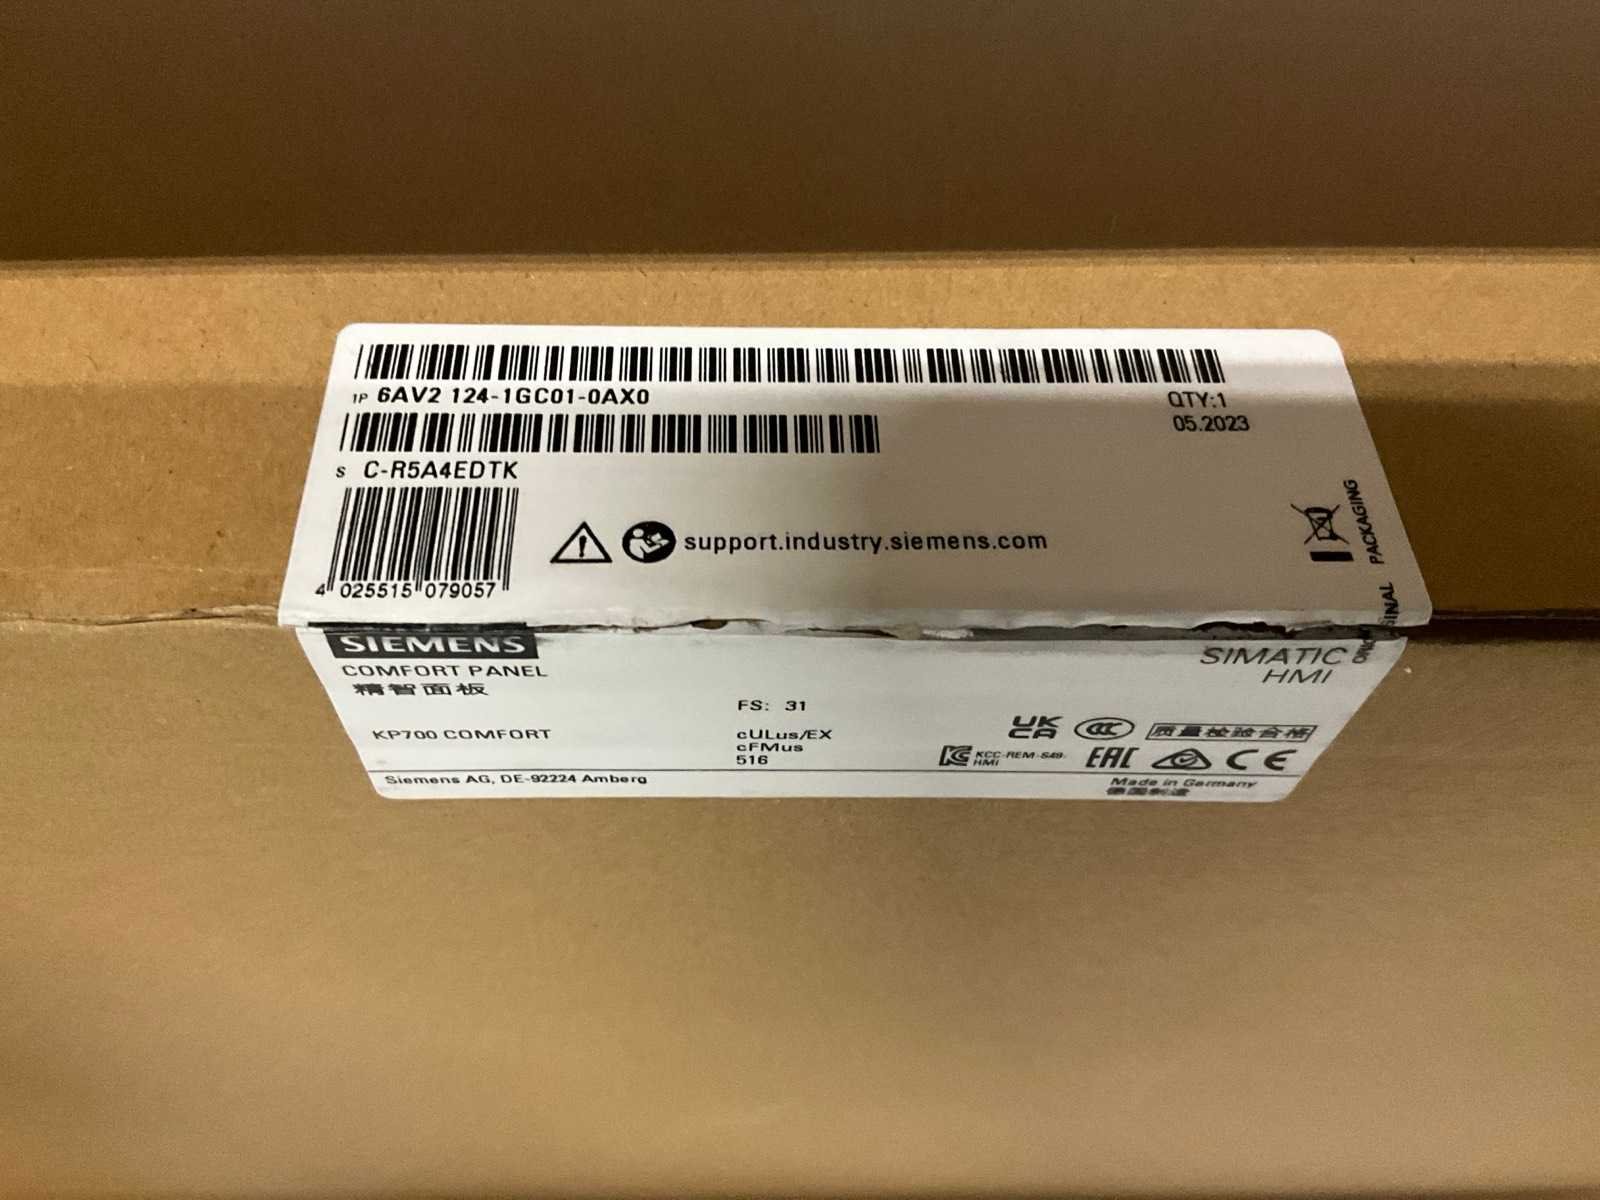 1P 6AV2 124-1GC01-0AX0
QTY:1
05.2023
S C-R5A4EDTK
support.industry.siemens.com
4 025515 079057
PACKAGING
SIEMENS
COMFORT PANEL
精智面板
SIMATIC
HMI
FS: 31
KP700 COMFORT
cULus/EX
cFMus
516
UK
CA
CCC
质量检验合格
KCC-REM-S49-
HMI
EAC
CE
Siemens AG, DE-92224 Amberg
Made in Germany
德国制造